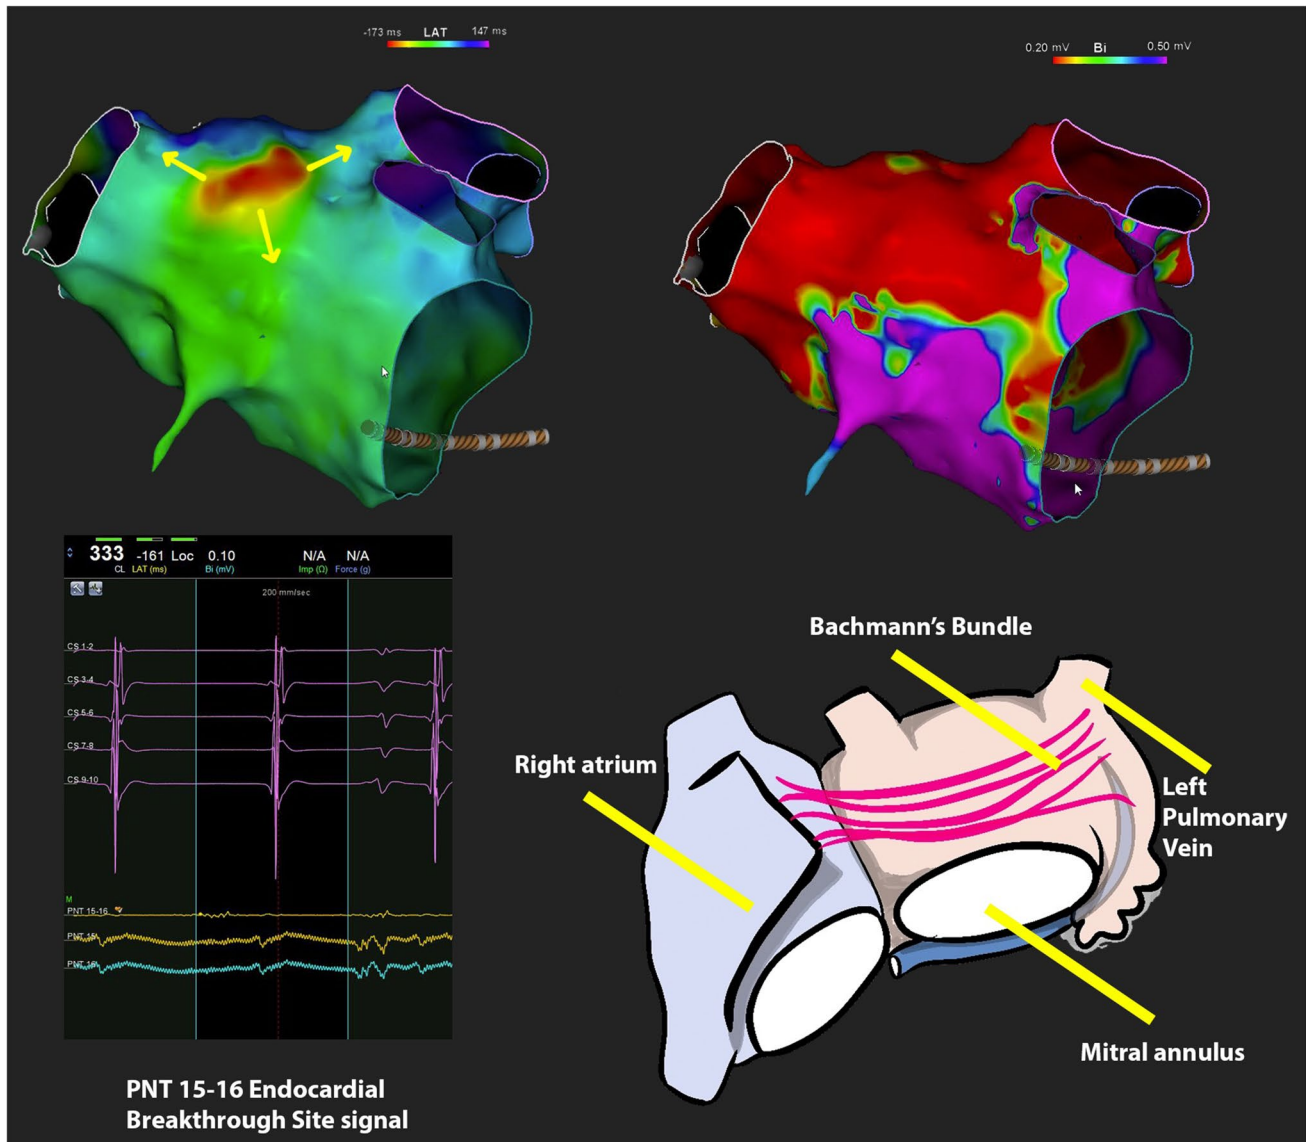 -173 ms LAT 147 ms
0.20 mV Bi 0.50 mV
333 -161 Loc 0.10 N/A N/A
CL LAT (ms) Bi (mV) Imp (Ω) Force (g)
200 mm/sec
CS 1-2
CS 3-4
CS 5-6
CS 7-8
CS 9-10
M
PNT 15-16
PNT 15
PNT 16
PNT 15-16 Endocardial
Breakthrough Site signal
Bachmann's Bundle
Right atrium
Left
Pulmonary
Vein
Mitral annulus